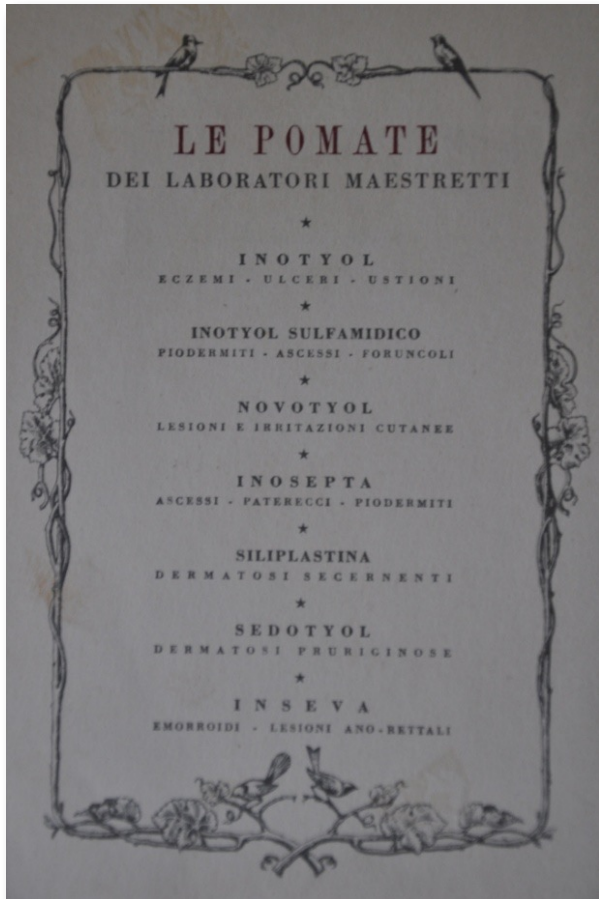 LE POMATE
DEI LABORATORI MAESTRETTI
INOTYOL
ECZEMI - ULCERI - USTIONI
INOTYOL SULFAMIDICO
PIODERMITI - ASCESSI - FORUNCOLI
NOVOTYOL
LESIONI E IRRITAZIONI CUTANEE
INOSEPTA
ASCESSI - PATERECCI - PIODERMITI
SILIPLASTINA
DERMATOSI SECERNENTI
SEDOTYOL
DERMATOSI PRURIGINOSE
INSEVA
EMORROIDI - LESIONI ANO-RETTALI